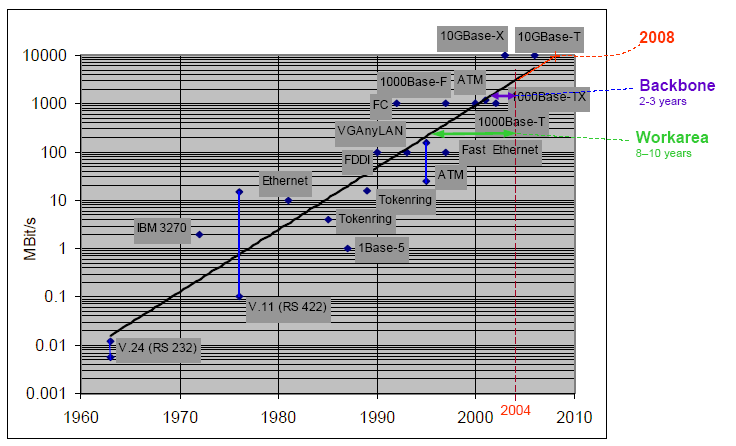 10GBase-X
10GBase-T
2008
10000
1000Base-F
ATM
Backbone
2-3 years
1000
FC
1000Base-TX
1000Base-T
VGAnyLAN
Workarea
8–10 years
100
FDDI
Fast Ethernet
Ethernet
ATM
10
Tokenring
IBM 3270
Tokenring
MBit/s
1
1Base-5
0.1
V.11 (RS 422)
0.01
V.24 (RS 232)
0.001
1960
1970
1980
1990
2000
2004
2010